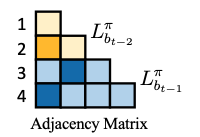 1
2 L^π_{b_{t-2}}
3 L^π_{b_{t-1}}
4
Adjacency Matrix